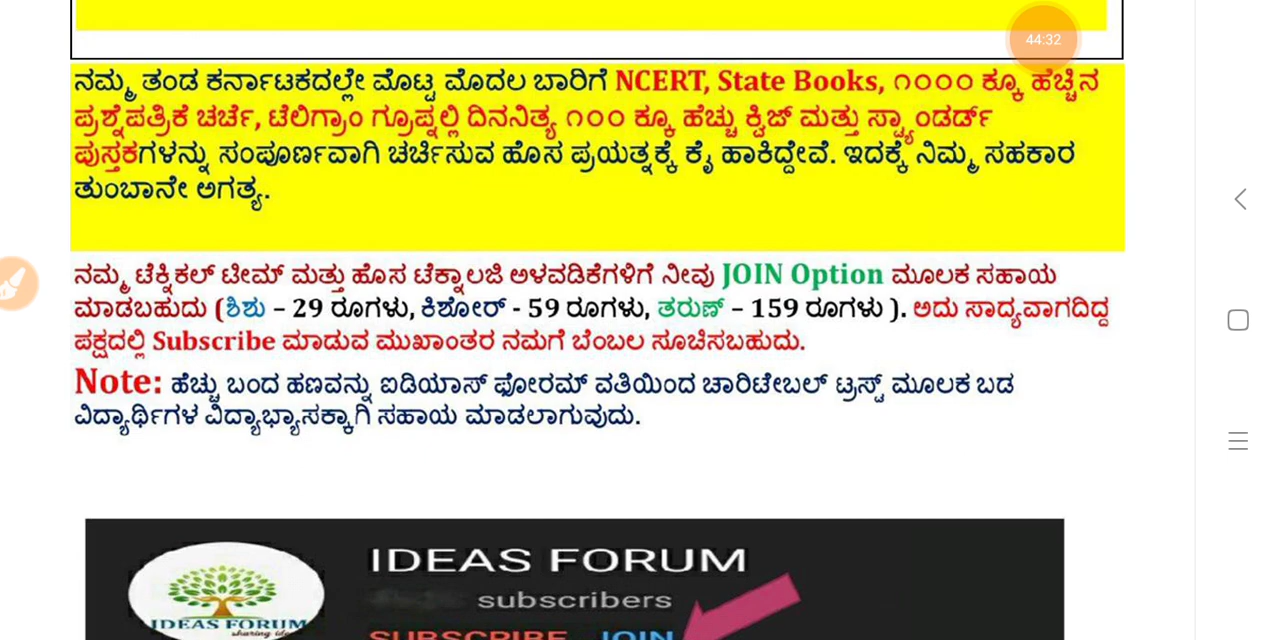 44:32
ನಮ್ಮ ತಂಡ ಕರ್ನಾಟಕದಲ್ಲೇ ಮೊಟ್ಟ ಮೊದಲ ಬಾರಿಗೆ NCERT, State Books, ೧೦೦೦ ಕ್ಕೂ ಹೆಚ್ಚಿನ
ಪ್ರಶ್ನೆಪತ್ರಿಕೆ ಚರ್ಚೆ, ಟೆಲಿಗ್ರಾಂ ಗ್ರೂಪ್ನಲ್ಲಿ ದಿನನಿತ್ಯ ೧೦೦ ಕ್ಕೂ ಹೆಚ್ಚು ಕ್ವಿಜ್ ಮತ್ತು ಸ್ಟ್ಯಾಂಡರ್ಡ್
ಪುಸ್ತಕಗಳನ್ನು ಸಂಪೂರ್ಣವಾಗಿ ಚರ್ಚಿಸುವ ಹೊಸ ಪ್ರಯತ್ನಕ್ಕೆ ಕೈ ಹಾಕಿದ್ದೇವೆ. ಇದಕ್ಕೆ ನಿಮ್ಮ ಸಹಕಾರ
ತುಂಬಾನೇ ಅಗತ್ಯ.
ನಮ್ಮ ಟೆಕ್ನಿಕಲ್ ಟೀಮ್ ಮತ್ತು ಹೊಸ ಟೆಕ್ನಾಲಜಿ ಅಳವಡಿಕೆಗಳಿಗೆ ನೀವು JOIN Option ಮೂಲಕ ಸಹಾಯ
ಮಾಡಬಹುದು (ಶಿಶು – 29 ರೂಗಳು, ಕಿಶೋರ್ - 59 ರೂಗಳು, ತರುಣ್ – 159 ರೂಗಳು ). ಅದು ಸಾದ್ಯವಾಗದಿದ್ದ
ಪಕ್ಷದಲ್ಲಿ Subscribe ಮಾಡುವ ಮುಖಾಂತರ ನಮಗೆ ಬೆಂಬಲ ಸೂಚಿಸಬಹುದು.
Note: ಹೆಚ್ಚು ಬಂದ ಹಣವನ್ನು ಐಡಿಯಾಸ್ ಫೋರಮ್ ವತಿಯಿಂದ ಚಾರಿಟೇಬಲ್ ಟ್ರಸ್ಟ್ ಮೂಲಕ ಬಡ
ವಿದ್ಯಾರ್ಥಿಗಳ ವಿದ್ಯಾಭ್ಯಾಸಕ್ಕಾಗಿ ಸಹಾಯ ಮಾಡಲಾಗುವುದು.
IDEAS FORUM
subscribers
IDEAS FORUM
SUBSCRIBE JOIN